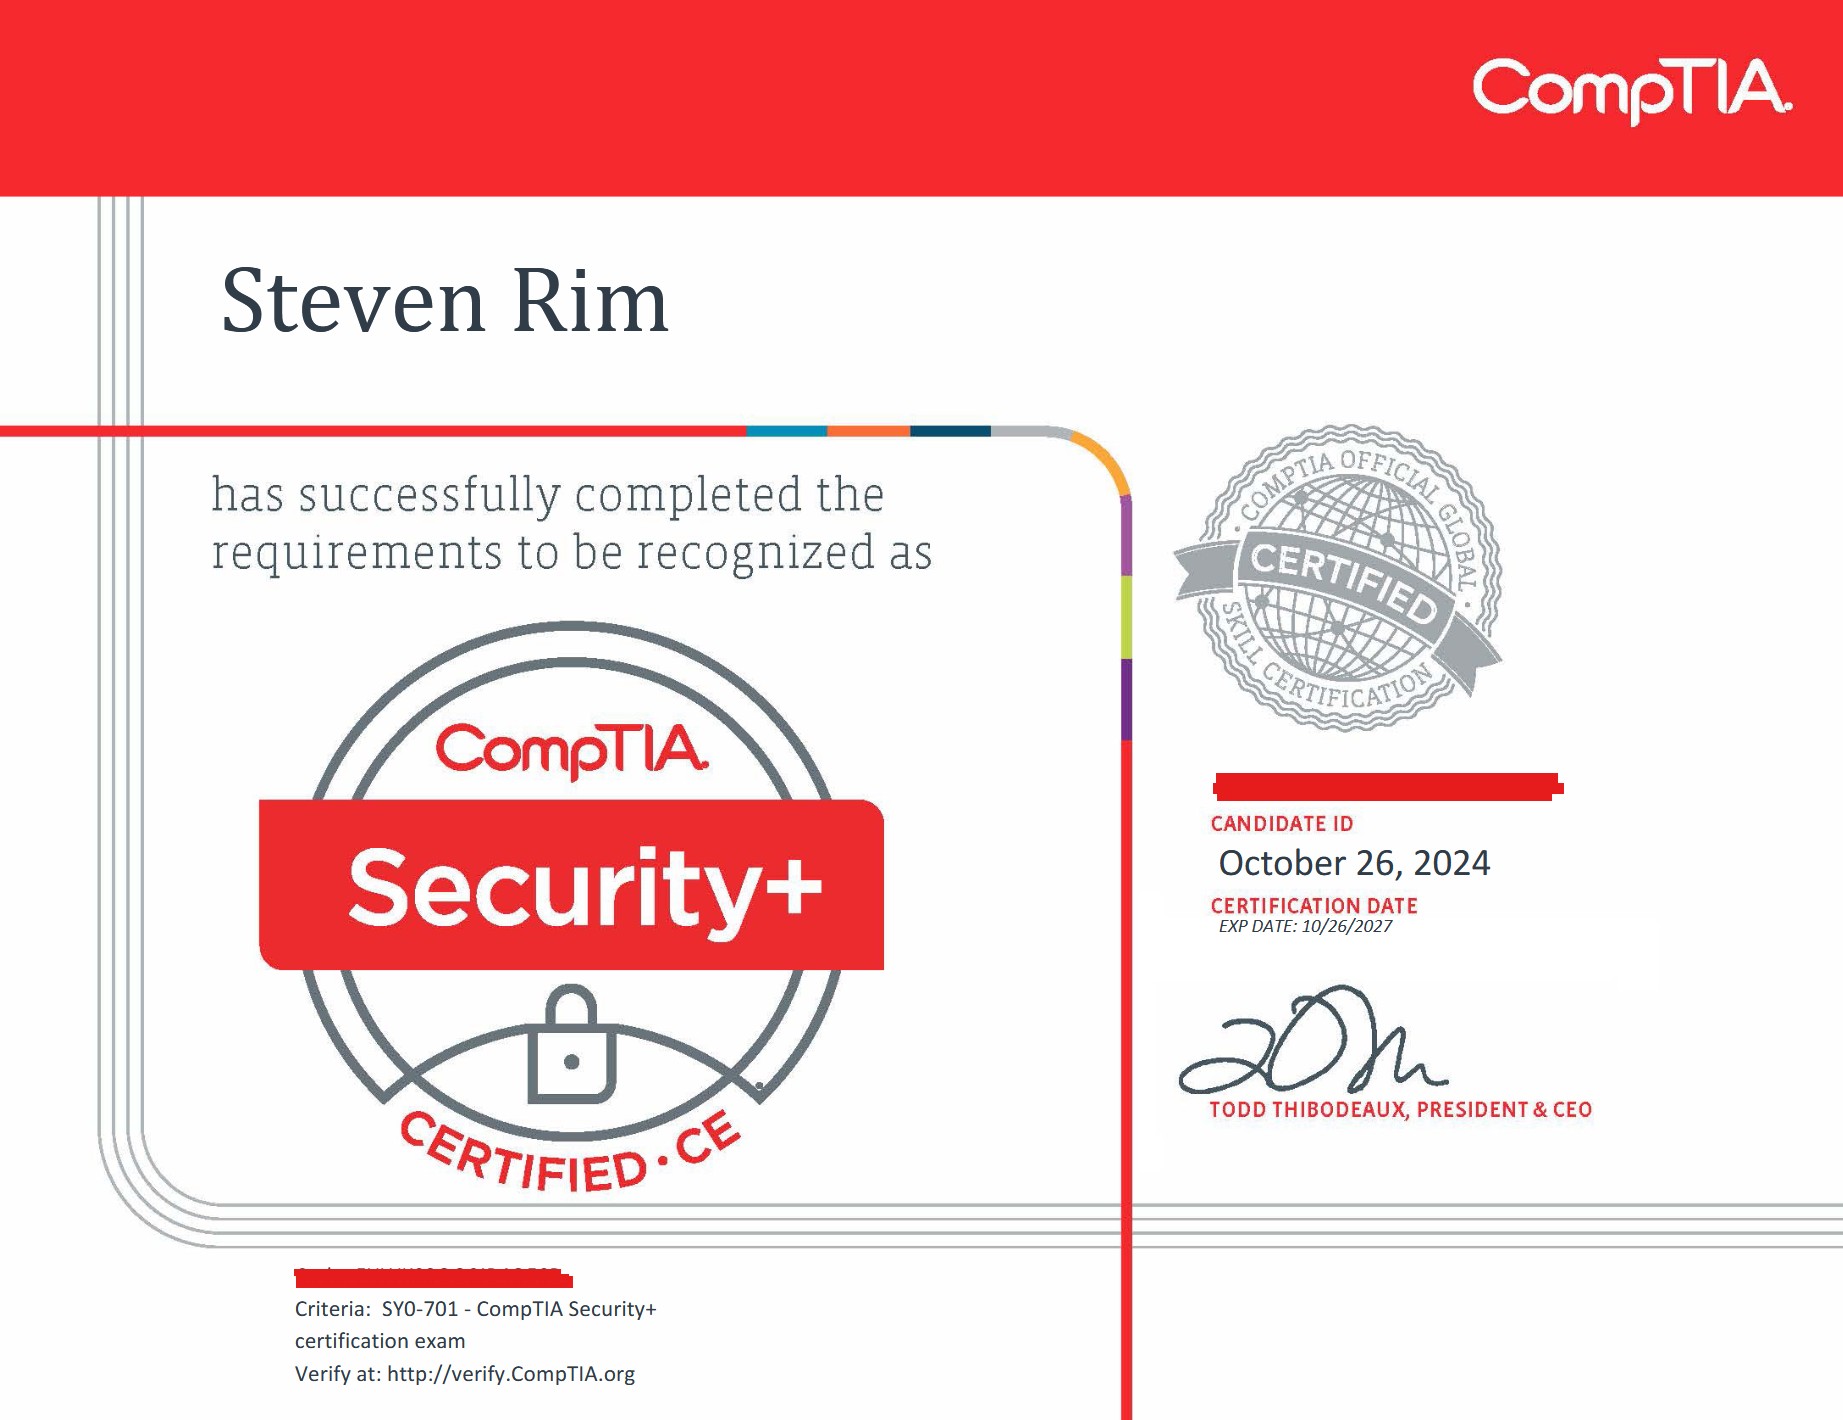 CompTIA.
Steven Rim
has successfully completed the
requirements to be recognized as
CompTIA.
Security+
CERTIFIED · CE
COMPTIA OFFICIAL GLOBAL
CERTIFIED
SKILL CERTIFICATION
CANDIDATE ID
October 26, 2024
CERTIFICATION DATE
EXP DATE: 10/26/2027
TODD THIBODEAUX, PRESIDENT & CEO
Criteria: SY0-701 - CompTIA Security+
certification exam
Verify at: http://verify.CompTIA.org